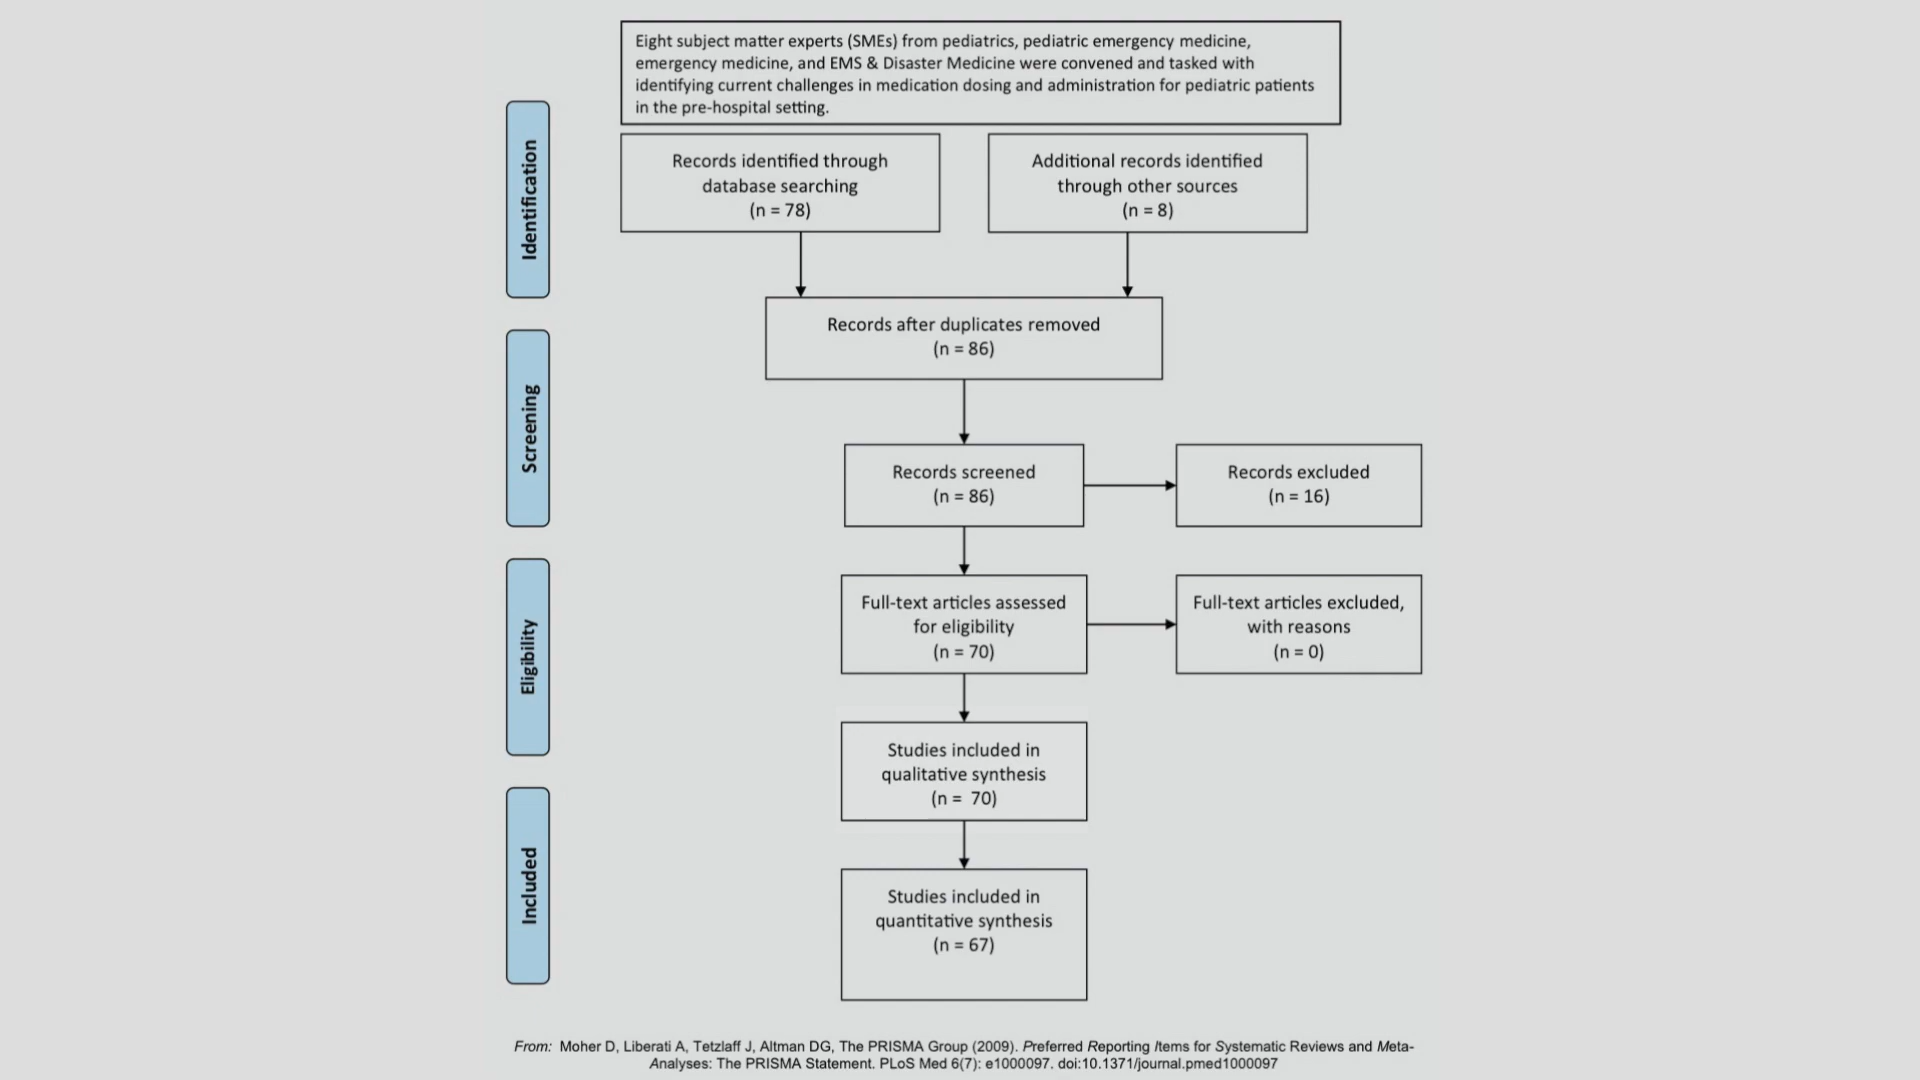 Eight subject matter experts (SMEs) from pediatrics, pediatric emergency medicine,
emergency medicine, and EMS & Disaster Medicine were convened and tasked with
identifying current challenges in medication dosing and administration for pediatric patients
in the pre-hospital setting.
Identification
Records identified through
database searching
(n = 78)
Additional records identified
through other sources
(n = 8)
Records after duplicates removed
(n = 86)
Screening
Records screened
(n = 86)
Records excluded
(n = 16)
Eligibility
Full-text articles assessed
for eligibility
(n = 70)
Full-text articles excluded,
with reasons
(n = 0)
Studies included in
qualitative synthesis
(n =  70)
Included
Studies included in
quantitative synthesis
(n = 67)
From:  Moher D, Liberati A, Tetzlaff J, Altman DG, The PRISMA Group (2009). Preferred Reporting Items for Systematic Reviews and Meta-
Analyses: The PRISMA Statement. PLoS Med 6(7): e1000097. doi:10.1371/journal.pmed1000097